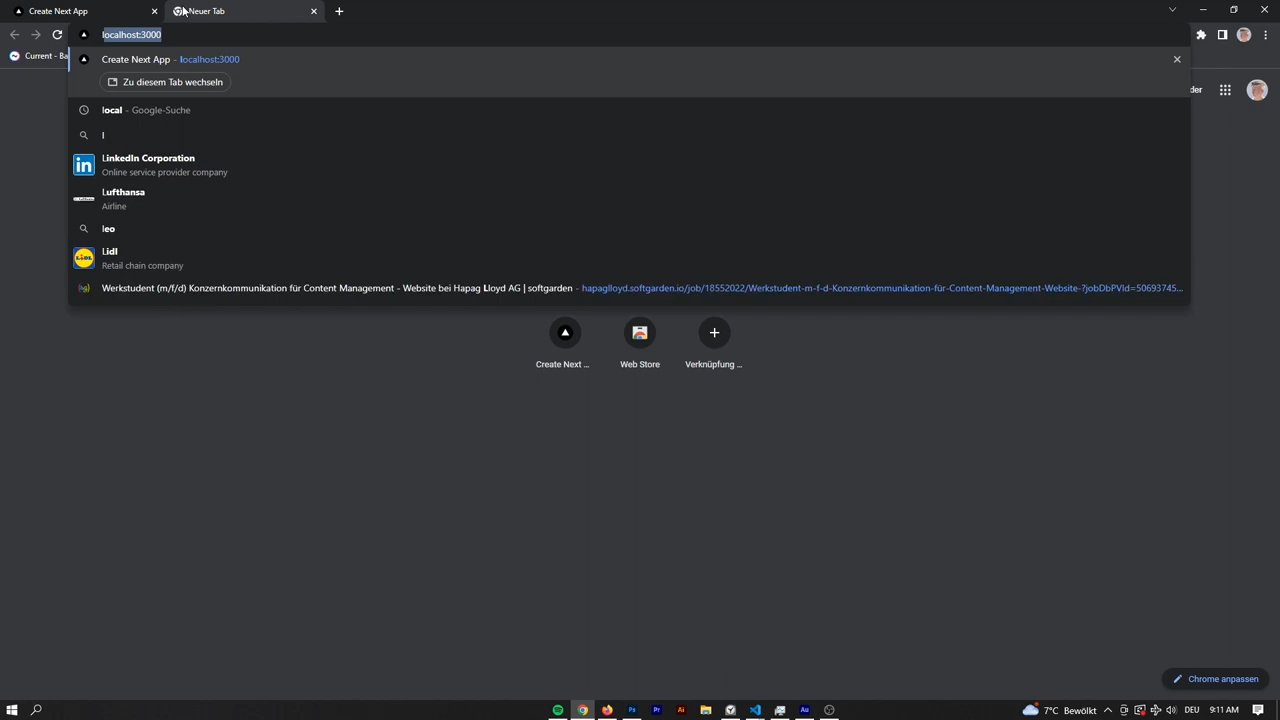 Create Next App
Neuer Tab
localhost:3000
Current - Ba
Create Next App - localhost:3000
Zu diesem Tab wechseln
der
local - Google-Suche
l
LinkedIn Corporation
Online service provider company
Lufthansa
Airline
leo
Lidl
Retail chain company
Werkstudent (m/f/d) Konzernkommunikation für Content Management - Website bei Hapag Lloyd AG | softgarden - hapaglloyd.softgarden.io/job/18552022/Werkstudent-m-f-d-Konzernkommunikation-für-Content-Management-Website-?jobDbPVId=50693745...
Create Next ...
Web Store
Verknüpfung ...
Chrome anpassen
7°C Bewölkt
DEU
9:11 AM